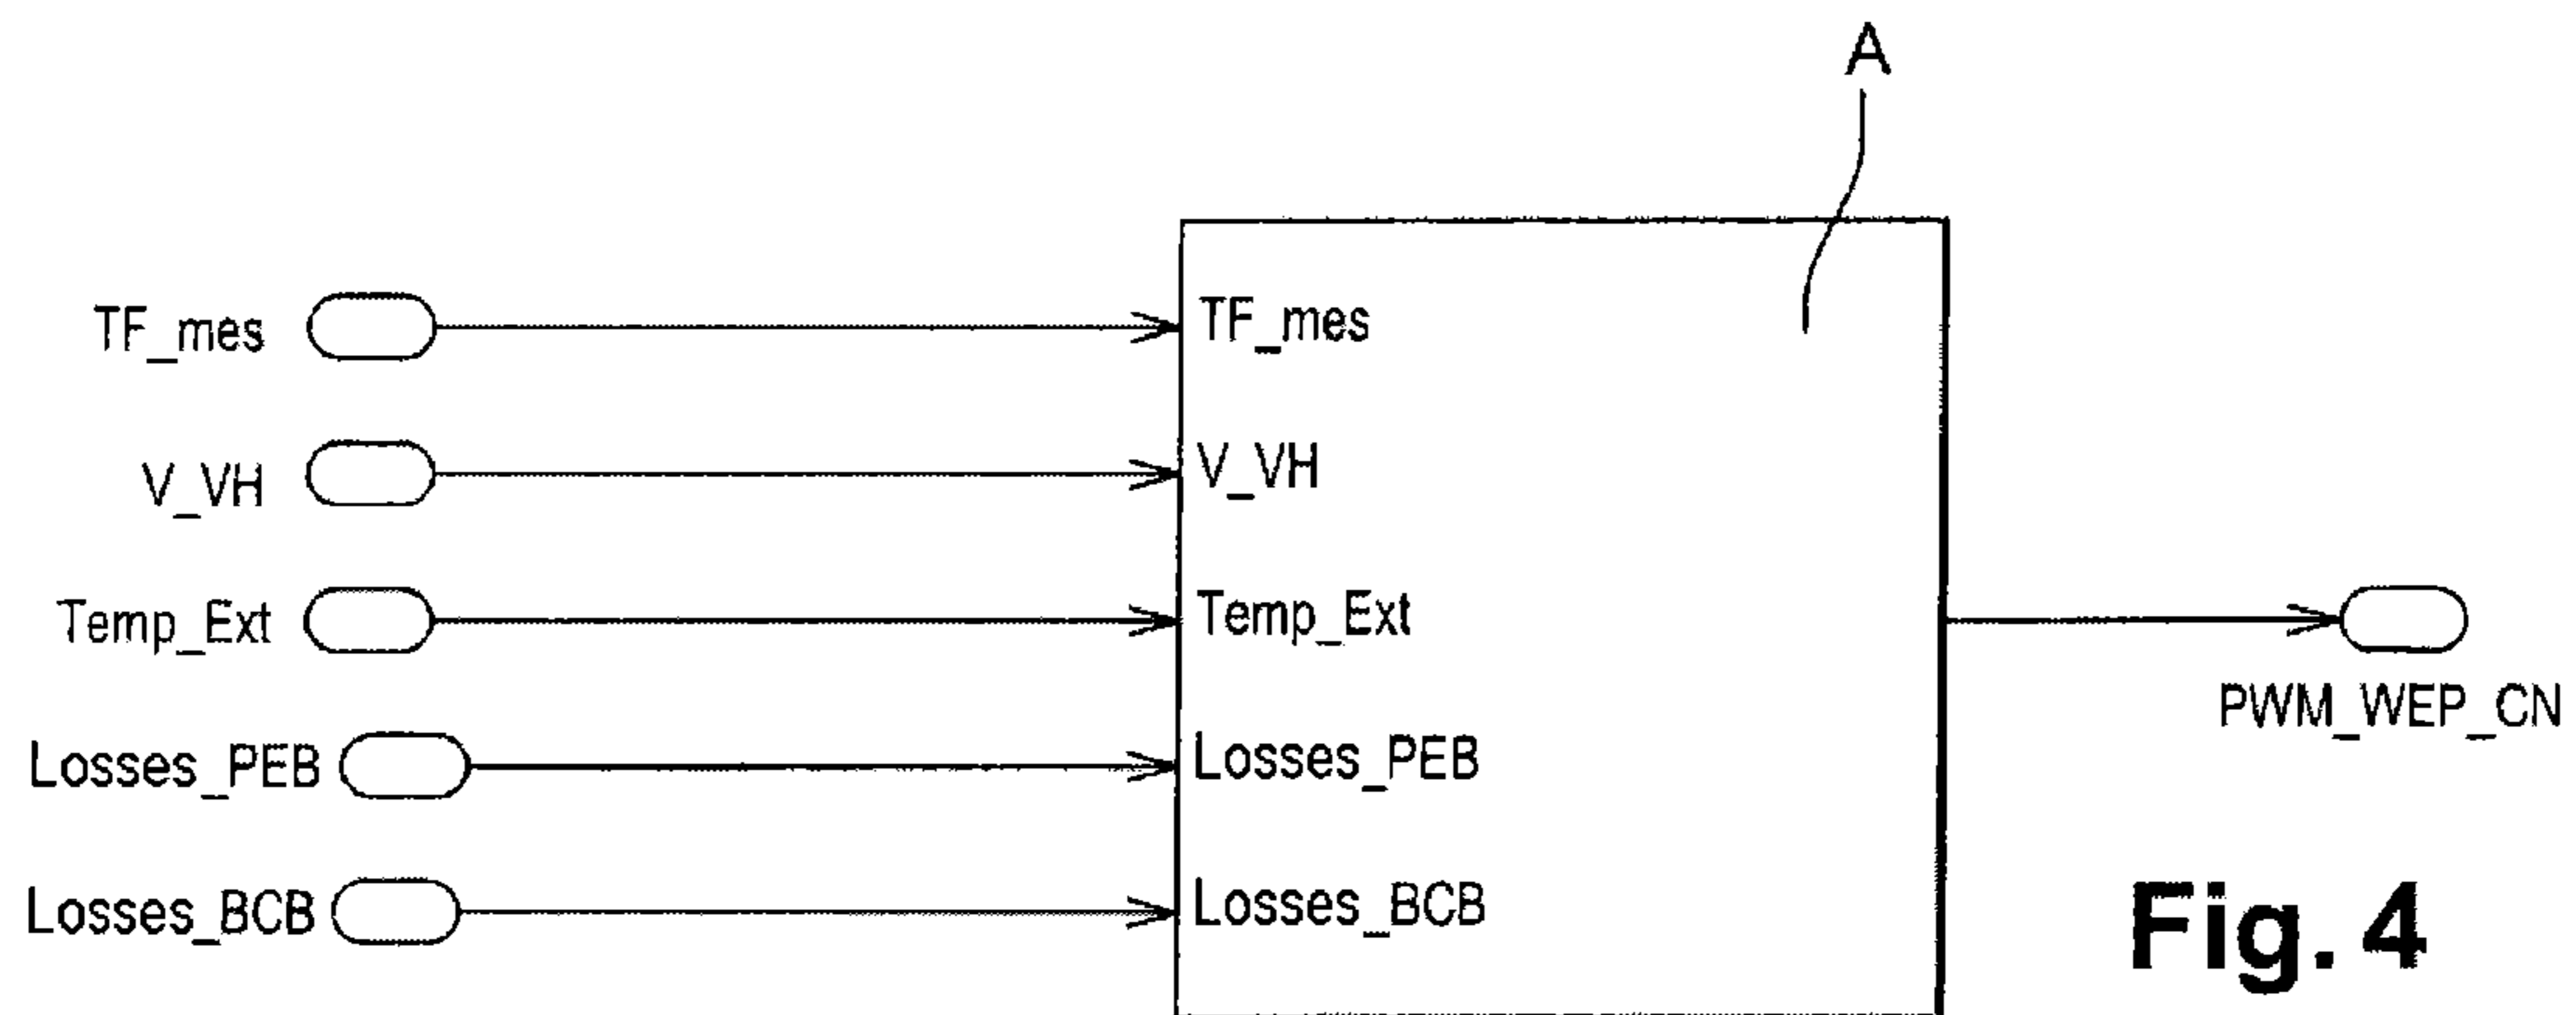 A
TF_mes
TF_mes
V_VH
V_VH
Temp_Ext
Temp_Ext
Losses_PEB
Losses_PEB
PWM_WEP_CN
Losses_BCB
Losses_BCB
Fig. 4